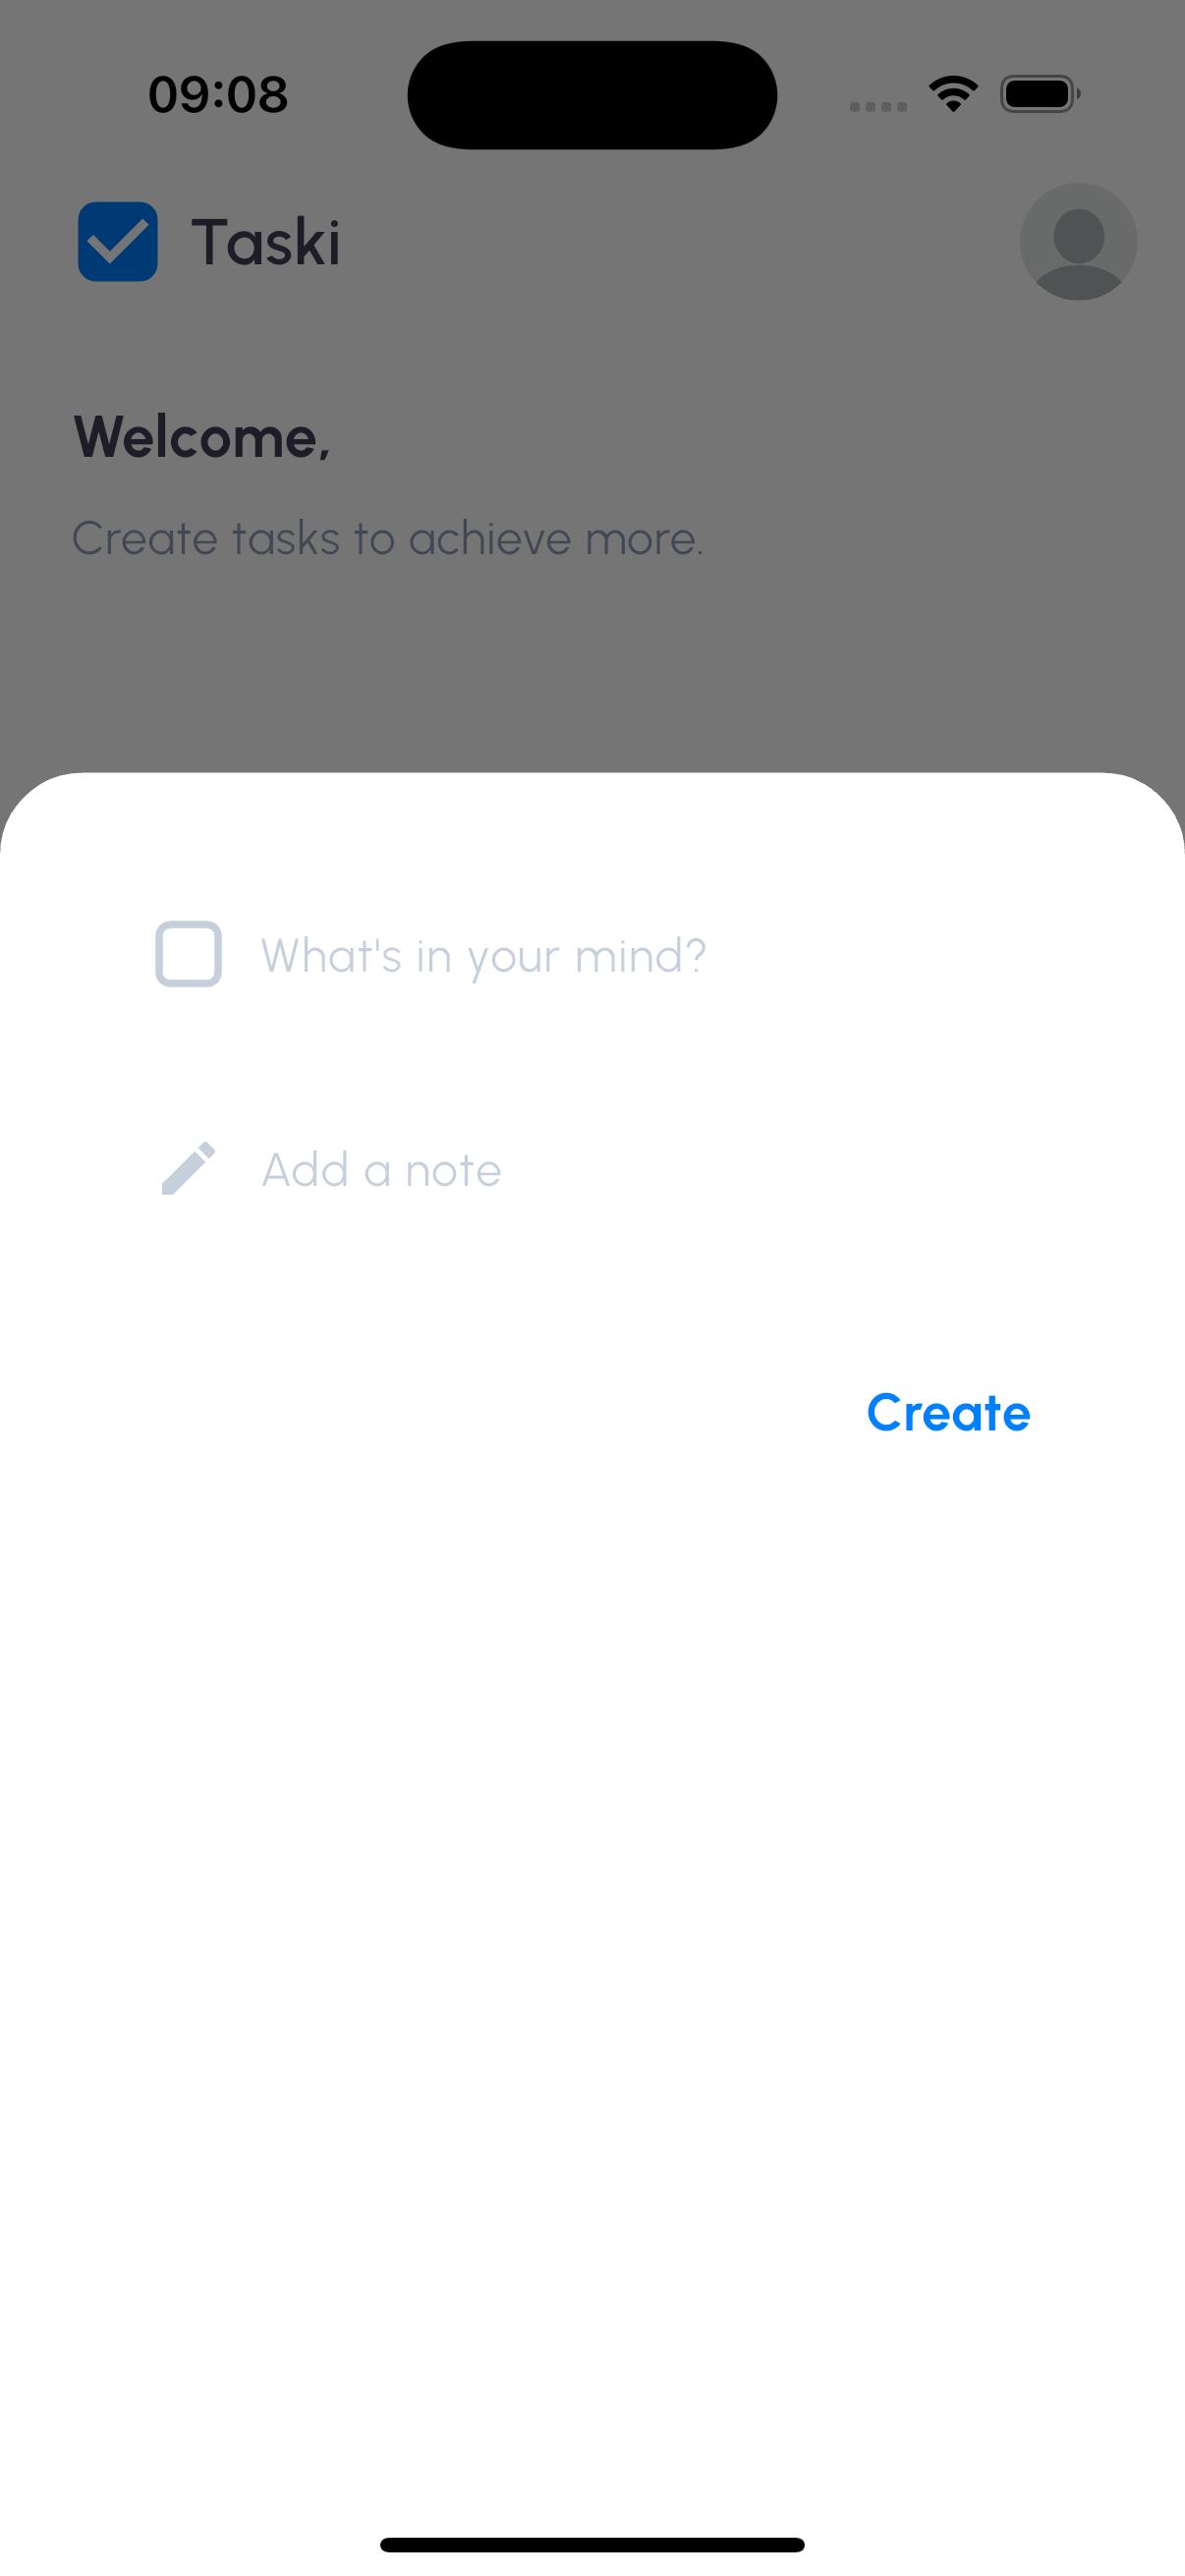 09:08
Taski
Welcome,
Create tasks to achieve more.
What's in your mind?
Add a note
Create